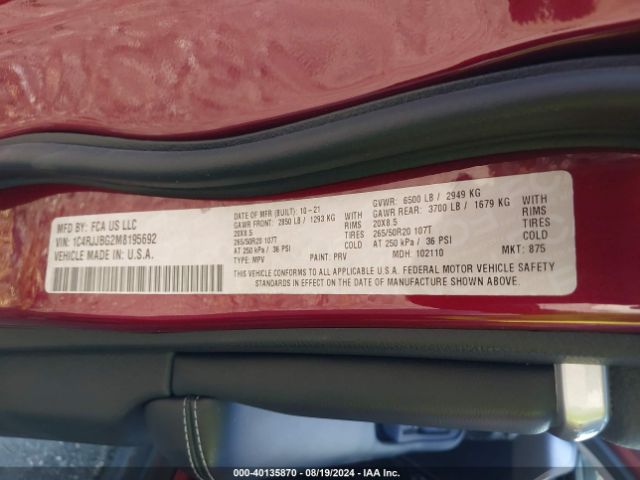 MFD BY: FCA US LLC
VIN: 1C4RJJBG2M8195692
VEHICLE MADE IN: U.S.A.
DATE OF MFR (BUILT): 10-21
GAWR FRONT: 2850 LB / 1293 KG
20X8.5 RIMS
265/50R20 107T TIRES
AT 250 kPa / 36 PSI COLD
GVWR: 6500 LB / 2949 KG
GAWR REAR: 3700 LB / 1679 KG
WITH
20X8.5 RIMS
265/50R20 107T TIRES
AT 250 kPa / 36 PSI COLD
TYPE: MPV PAINT: PRV MDH: 102110 MKT: 875
THIS VEHICLE CONFORMS TO ALL APPLICABLE U.S.A. FEDERAL MOTOR VEHICLE SAFETY
STANDARDS IN EFFECT ON THE DATE OF MANUFACTURE SHOWN ABOVE
000-40135870 - 08/19/2024 - IAA Inc.